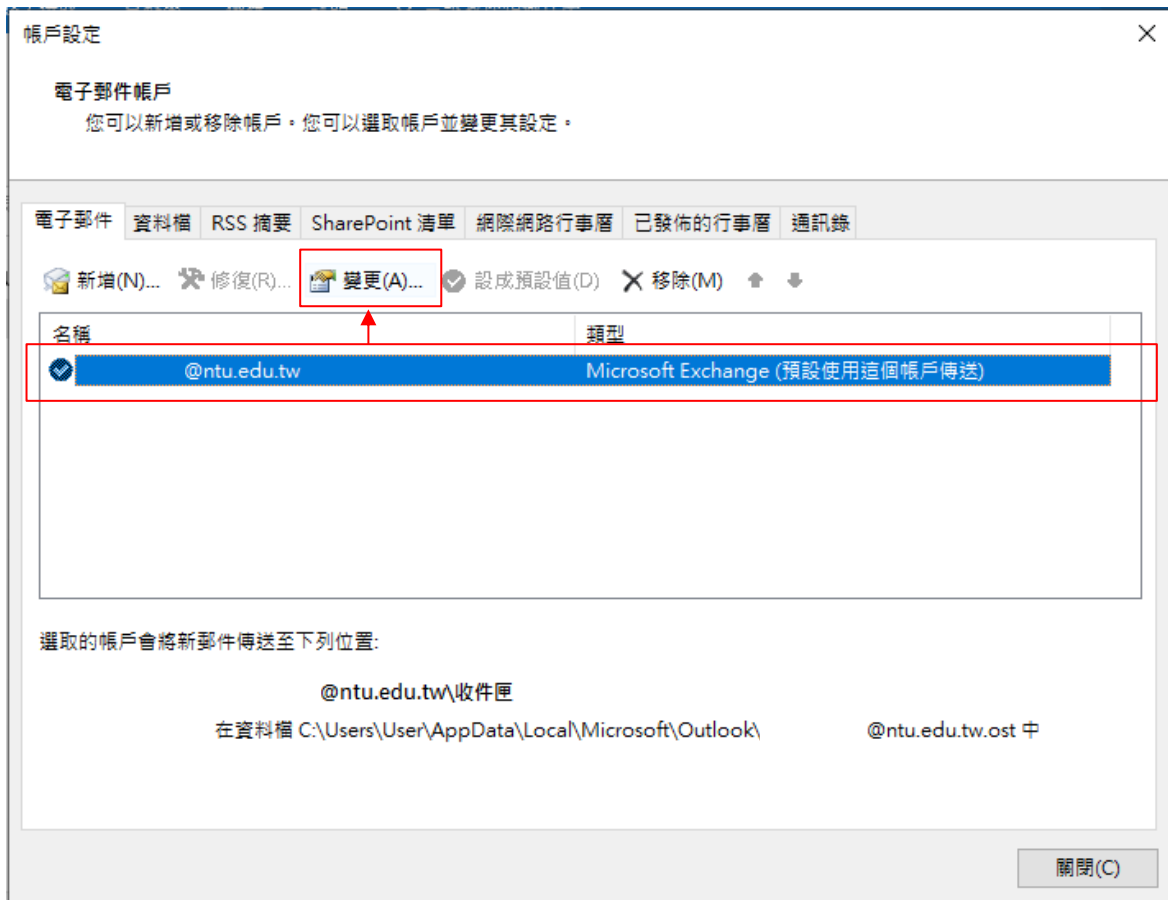 帳戶設定
電子郵件帳戶
您可以新增或移除帳戶。您可以選取帳戶並變更其設定。
電子郵件 資料檔 RSS 摘要 SharePoint 清單 網際網路行事曆 已發佈的行事曆 通訊錄
新增(N)... 修復(R)... 變更(A)... 設成預設值(D) 移除(M)
名稱 類型
@ntu.edu.tw Microsoft Exchange (預設使用這個帳戶傳送)
選取的帳戶會將新郵件傳送至下列位置:
@ntu.edu.tw\收件匣
在資料檔 C:\Users\User\AppData\Local\Microsoft\Outlook\ @ntu.edu.tw.ost 中
關閉(C)